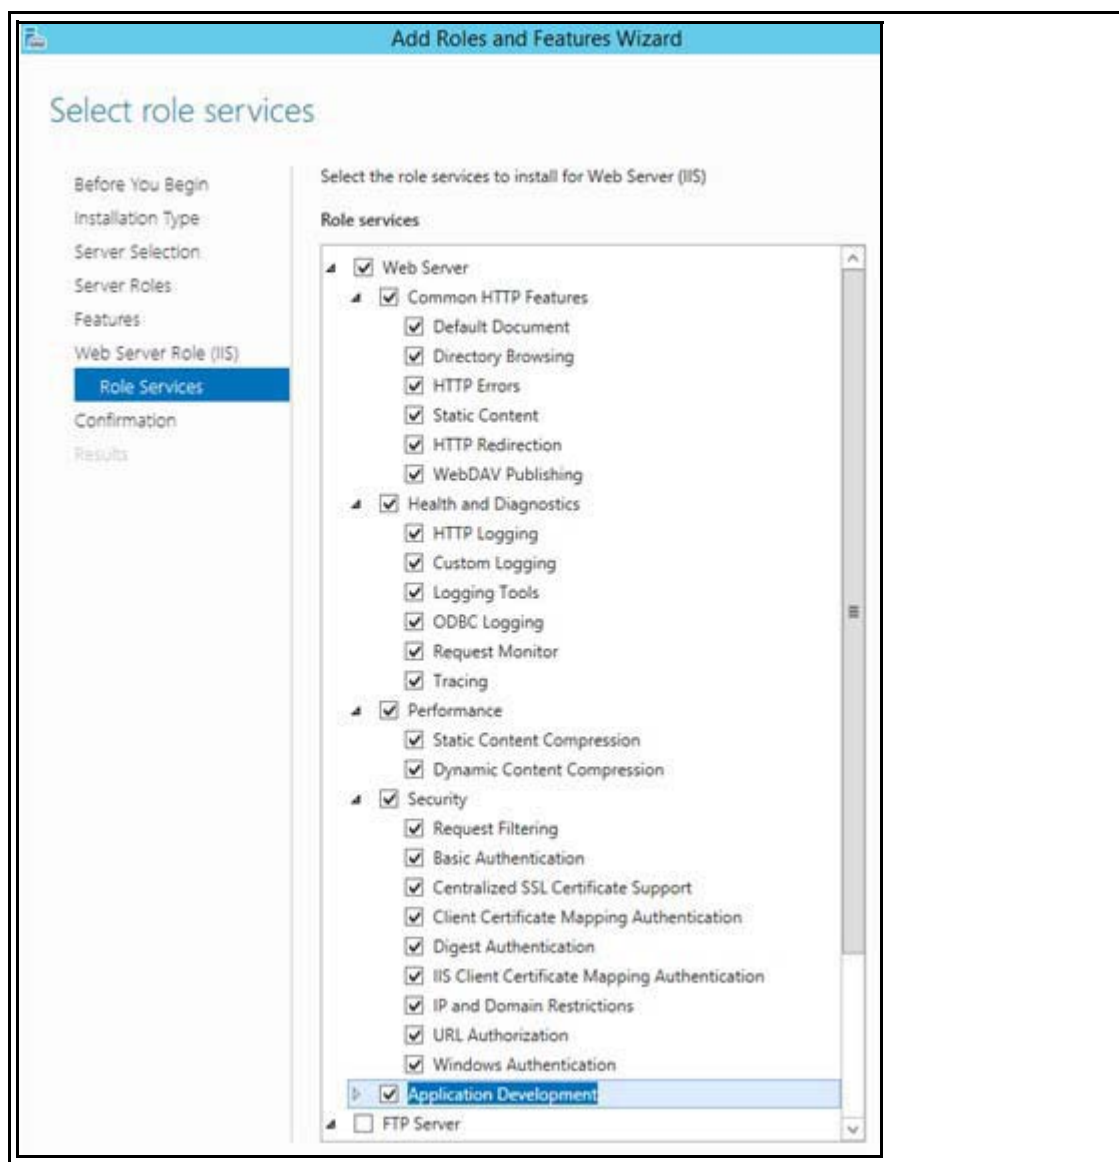 Add Roles and Features Wizard
Select role services
Before You Begin
Installation Type
Server Selection
Server Roles
Features
Web Server Role (IIS)
Role Services
Confirmation
Results
Select the role services to install for Web Server (IIS)
Role services
Web Server
Common HTTP Features
Default Document
Directory Browsing
HTTP Errors
Static Content
HTTP Redirection
WebDAV Publishing
Health and Diagnostics
HTTP Logging
Custom Logging
Logging Tools
ODBC Logging
Request Monitor
Tracing
Performance
Static Content Compression
Dynamic Content Compression
Security
Request Filtering
Basic Authentication
Centralized SSL Certificate Support
Client Certificate Mapping Authentication
Digest Authentication
IIS Client Certificate Mapping Authentication
IP and Domain Restrictions
URL Authorization
Windows Authentication
Application Development
FTP Server